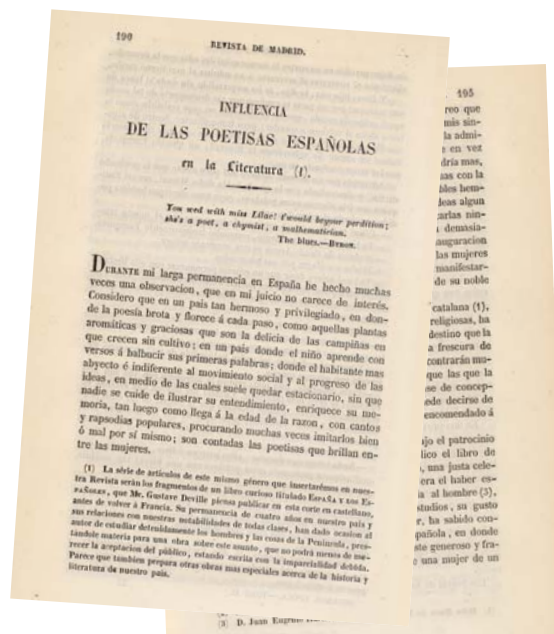 190
REVISTA DE MADRID.
INFLUENCIA
DE LAS POETISAS ESPAÑOLAS
en la Literatura (1).
You wed with miss Lilac! t'would beyour perdition;
she's a poet, a chymist, a mathematician.
The blues.—BYRON.
DURANTE mi larga permanencia en España he hecho muchas
veces una observacion, que en mi juicio no carece de interés.
Considero que en un pais tan hermoso y privilegiado, en don-
de la poesía brota y florece á cada paso, como aquellas plantas
aromáticas y graciosas que son la delicia de las campiñas en
que crecen sin cultivo; en un pais donde el niño aprende con
versos á balbucir sus primeras palabras; donde el habitante mas
abyecto é indiferente al movimiento social y al progreso de las
ideas, en medio de las cuales suele quedar estacionario, sin que
nadie se cuide de ilustrar su entendimiento, enriquece su me-
moria, tan luego como llega á la edad de la razon, con cantos
y rapsodias populares, procurando muchas veces imitarlos bien
ó mal por sí mismo; son contadas las poetisas que brillan en-
tre las mujeres.
(1) La série de artículos de este mismo género que insertarémos en nues-
tra Revista serán los fragmentos de un libro curioso titulado ESPAÑA Y LOS ES-
PAÑOLES, que Mr. Gustave Deville piensa publicar en esta corte en castellano,
antes de volver á Francia. Su permanencia de cuatro años en nuestro pais y
sus relaciones con nuestras notabilidades de todas clases, han dado ocasion al
autor de estudiar detenidamente los hombres y las cosas de la Península, pres-
tándole materia para una obra sobre este asunto, que no podrá menos de me-
recer la aceptacion del público, estando escrita con la imparcialidad debida.
Parece que tambien prepara otras obras mas especiales acerca de la historia y
literatura de nuestro pais.
195
reo que
mis sin-
la admi-
e en vez
dria mas,
uas con la
bles hem-
deas algun
zarlas nin-
demasia-
auguracion
las mujeres
manifestar-
de su noble
catalana (1),
religiosas, ha
destino que la
a frescura de
contrarán mu-
que las que la
se de concep-
ede decirse de
encomendado á
ajo el patrocinio
lico el libro de
, una justa cele-
era el haber es-
ia al hombre (3),
studios, su gusto
r, ha sabido con-
pañola, en donde
ste generoso y fra-
e una mujer de un
(3) D. Juan Eugenio